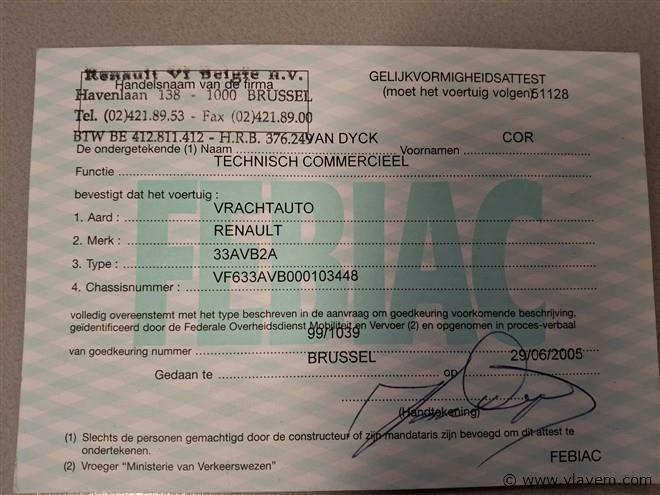 Renault VI Belgie N.V.
Handelsnaam van de firma
Havenlaan 138 - 1000 BRUSSEL
Tel. (02)421.89.53 - Fax (02)421.89.00
BTW BE 412.811.412 - H.R.B. 376.249
GELIJKVORMIGHEIDSATTEST
(moet het voertuig volgen) 51128
De ondergetekende (1) Naam VAN DYCK Voornamen COR
Functie TECHNISCH COMMERCIEEL
bevestigt dat het voertuig :
1. Aard : VRACHTAUTO
2. Merk : RENAULT
3. Type : 33AVB2A
4. Chassisnummer : VF633AVB000103448
FEBIAC
volledig overeenstemt met het type beschreven in de aanvraag om goedkeuring voorkomende beschrijving,
geïdentificeerd door de Federale Overheidsdienst Mobiliteit en Vervoer (2) en opgenomen in proces-verbaal
van goedkeuring nummer 99/1039
Gedaan te BRUSSEL op 29/06/2005
(Handtekening)
(1) Slechts de personen gemachtigd door de constructeur of zijn mandataris zijn bevoegd om dit attest te
ondertekenen.
(2) Vroeger "Ministerie van Verkeerswezen"
FEBIAC
© www.vlavem.com